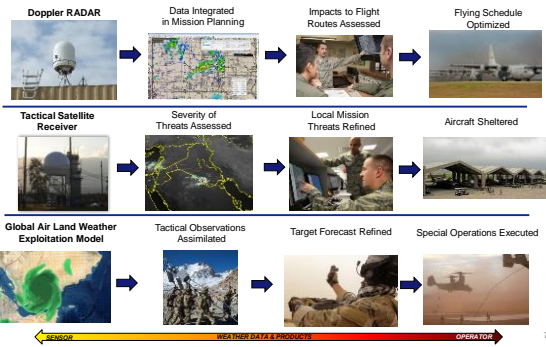 Doppler RADAR
Data Integrated
in Mission Planning
Impacts to Flight
Routes Assessed
Flying Schedule
Optimized
Tactical Satellite
Receiver
Severity of
Threats Assessed
Local Mission
Threats Refined
Aircraft Sheltered
Global Air Land Weather
Exploitation Model
Tactical Observations
Assimilated
Target Forecast Refined
Special Operations Executed
SENSOR
WEATHER DATA & PRODUCTS
OPERATOR